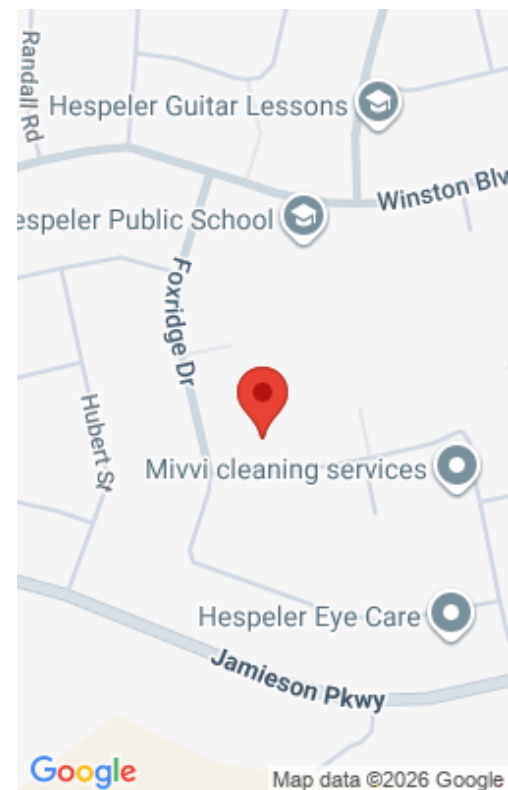 Randall Rd
Hespeler Guitar Lessons
Winston Blv
espeler Public School
Foxridge Dr
Hubert St
Mivvi cleaning services
Hespeler Eye Care
Jamieson Pkwy
Google
Map data ©2026 Google